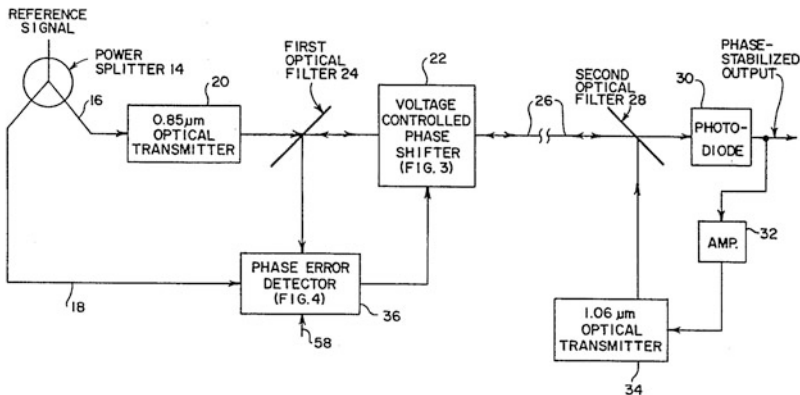 REFERENCE
SIGNAL
POWER
SPLITTER 14
16
20
0.85μm
OPTICAL
TRANSMITTER
FIRST
OPTICAL
FILTER 24
22
VOLTAGE
CONTROLLED
PHASE
SHIFTER
(FIG. 3)
26
SECOND
OPTICAL
FILTER 28
30
PHOTO-
DIODE
PHASE-
STABILIZED
OUTPUT
32
AMP.
18
PHASE ERROR
DETECTOR
(FIG. 4)
36
58
1.06 μm
OPTICAL
TRANSMITTER
34